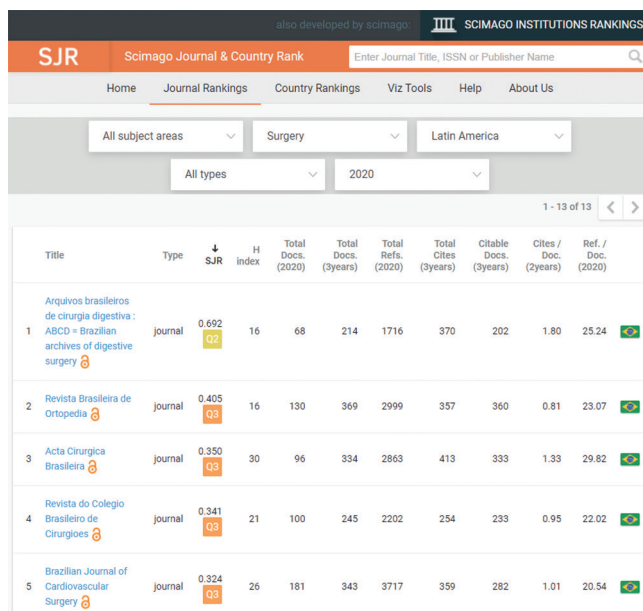 also developed by scimago:
SCIMAGO INSTITUTIONS RANKINGS
SJR
Scimago Journal & Country Rank
Enter Journal Title, ISSN or Publisher Name
Home Journal Rankings Country Rankings Viz Tools Help About Us
All subject areas Surgery Latin America
All types 2020
1 - 13 of 13
Title Type ↓ SJR H index Total Docs. (2020) Total Docs. (3years) Total Refs. (2020) Total Cites (3years) Citable Docs. (3years) Cites / Doc. (2years) Ref. / Doc. (2020)
1 Arquivos brasileiros
de cirurgia digestiva :
ABCD = Brazilian
archives of digestive
surgery
journal 0.692 Q2 16 68 214 1716 370 202 1.80 25.24
2 Revista Brasileira de
Ortopedia
journal 0.405 Q3 16 130 369 2999 357 360 0.81 23.07
3 Acta Cirurgica
Brasileira
journal 0.350 Q3 30 96 334 2863 413 333 1.33 29.82
4 Revista do Colegio
Brasileiro de
Cirurgioes
journal 0.341 Q3 21 100 245 2202 254 233 0.95 22.02
5 Brazilian Journal of
Cardiovascular
Surgery
journal 0.324 Q3 26 181 343 3717 359 282 1.01 20.54